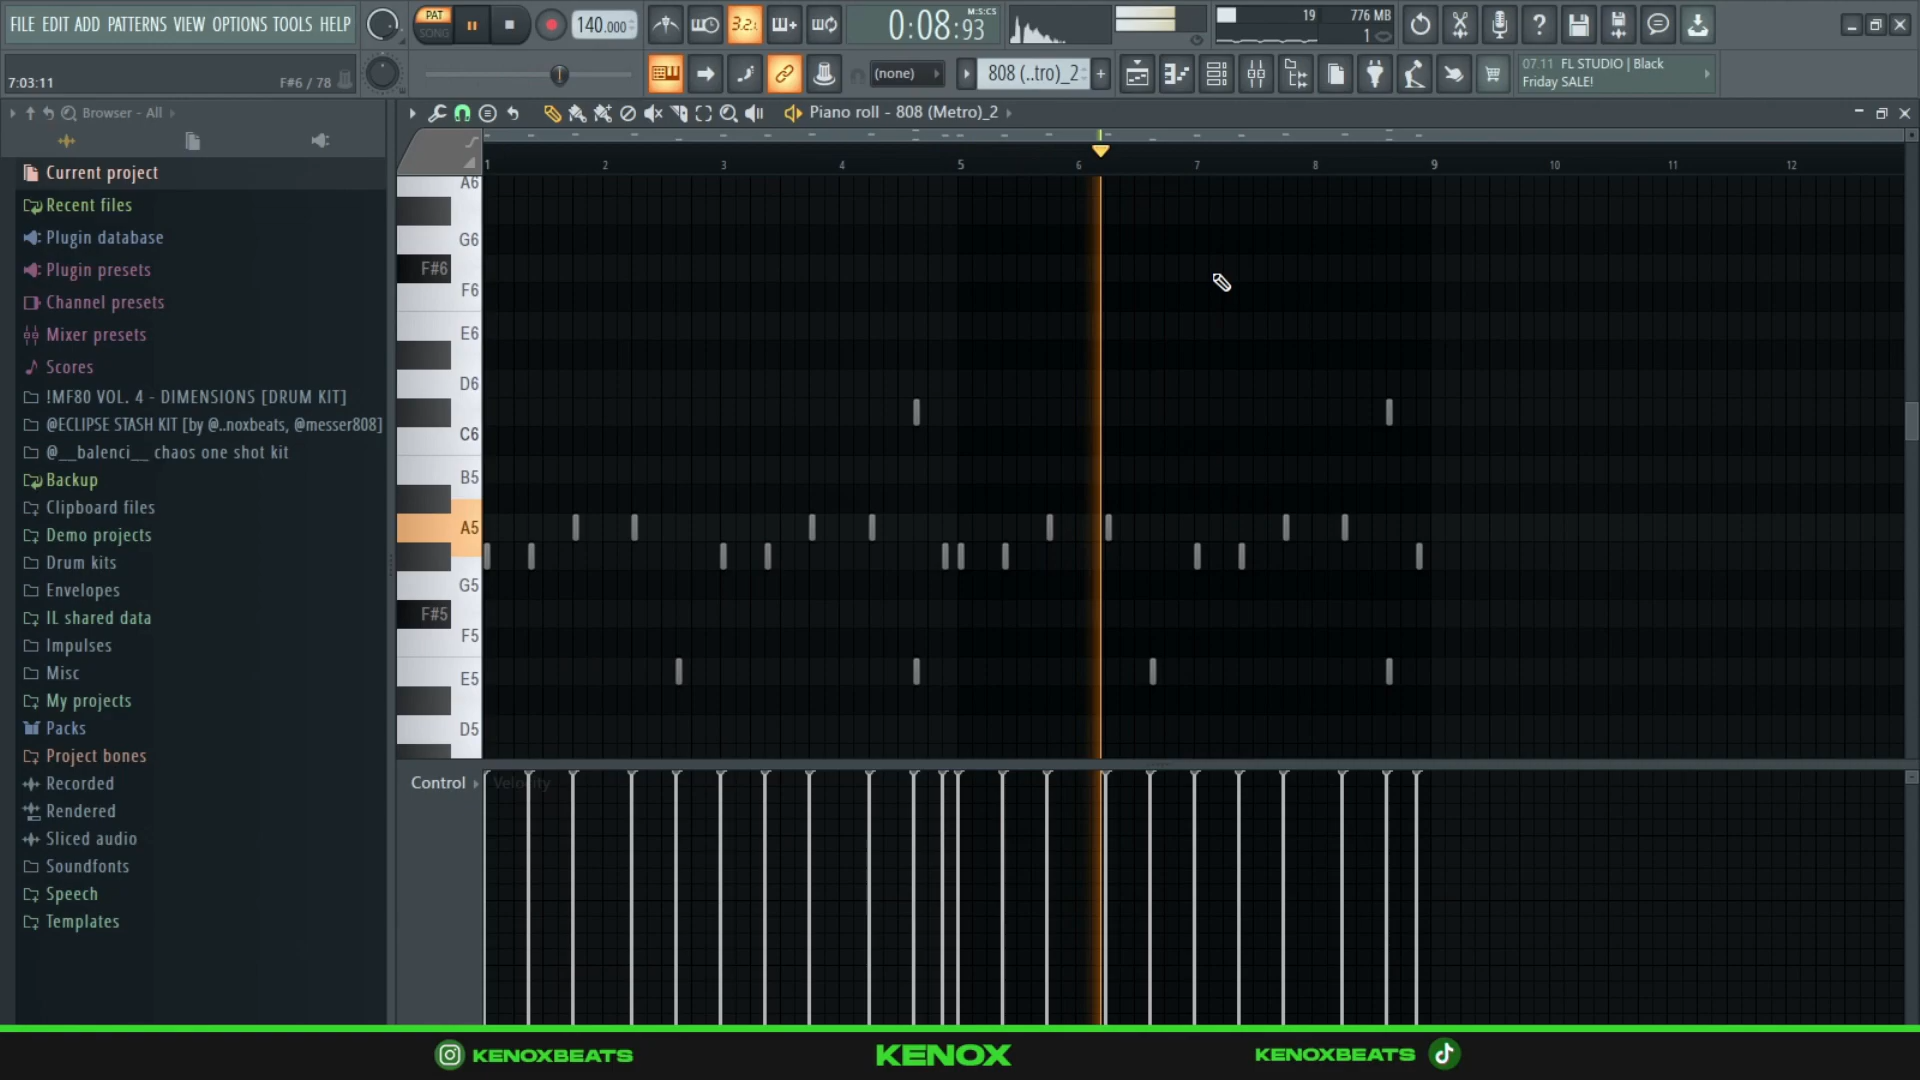 FILE EDIT ADD PATTERNS VIEW OPTIONS TOOLS HELP
PAT
SONG
140.000
3.2.
0:08:93
M:S:CS
19
776 MB
1
7:03:11
F#6 / 78
(none)
808 (..tro)_2
+
07.11 FL STUDIO | Black
Friday SALE!
Browser - All
Piano roll - 808 (Metro)_2
Current project
Recent files
Plugin database
Plugin presets
Channel presets
Mixer presets
Scores
!MF80 VOL. 4 - DIMENSIONS [DRUM KIT]
@ECLIPSE STASH KIT [by @..noxbeats, @messer808]
@__balenci__ chaos one shot kit
Backup
Clipboard files
Demo projects
Drum kits
Envelopes
IL shared data
Impulses
Misc
My projects
Packs
Project bones
Recorded
Rendered
Sliced audio
Soundfonts
Speech
Templates
1 2 3 4 5 6 7 8 9 10 11 12
A6
G6
F#6
F6
E6
D6
C6
B5
A5
G5
F#5
F5
E5
D5
Control
Velocity
KENOXBEATS
KENOX
KENOXBEATS